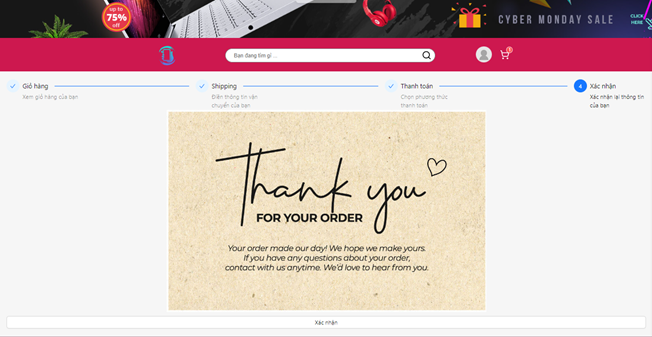 up to
75%
off
CYBER MONDAY SALE
CLICK
HERE
Bạn đang tìm gì ...
1
Giỏ hàng
Xem giỏ hàng của bạn
Shipping
Điền thông tin vận
chuyển của bạn
Thanh toán
Chọn phương thức
thanh toán
4
Xác nhận
Xác nhận lại thông tin
của bạn
Thank you
FOR YOUR ORDER
Your order made our day! We hope we make yours.
If you have any questions about your order,
contact with us anytime. We'd love to hear from you.
Xác nhận